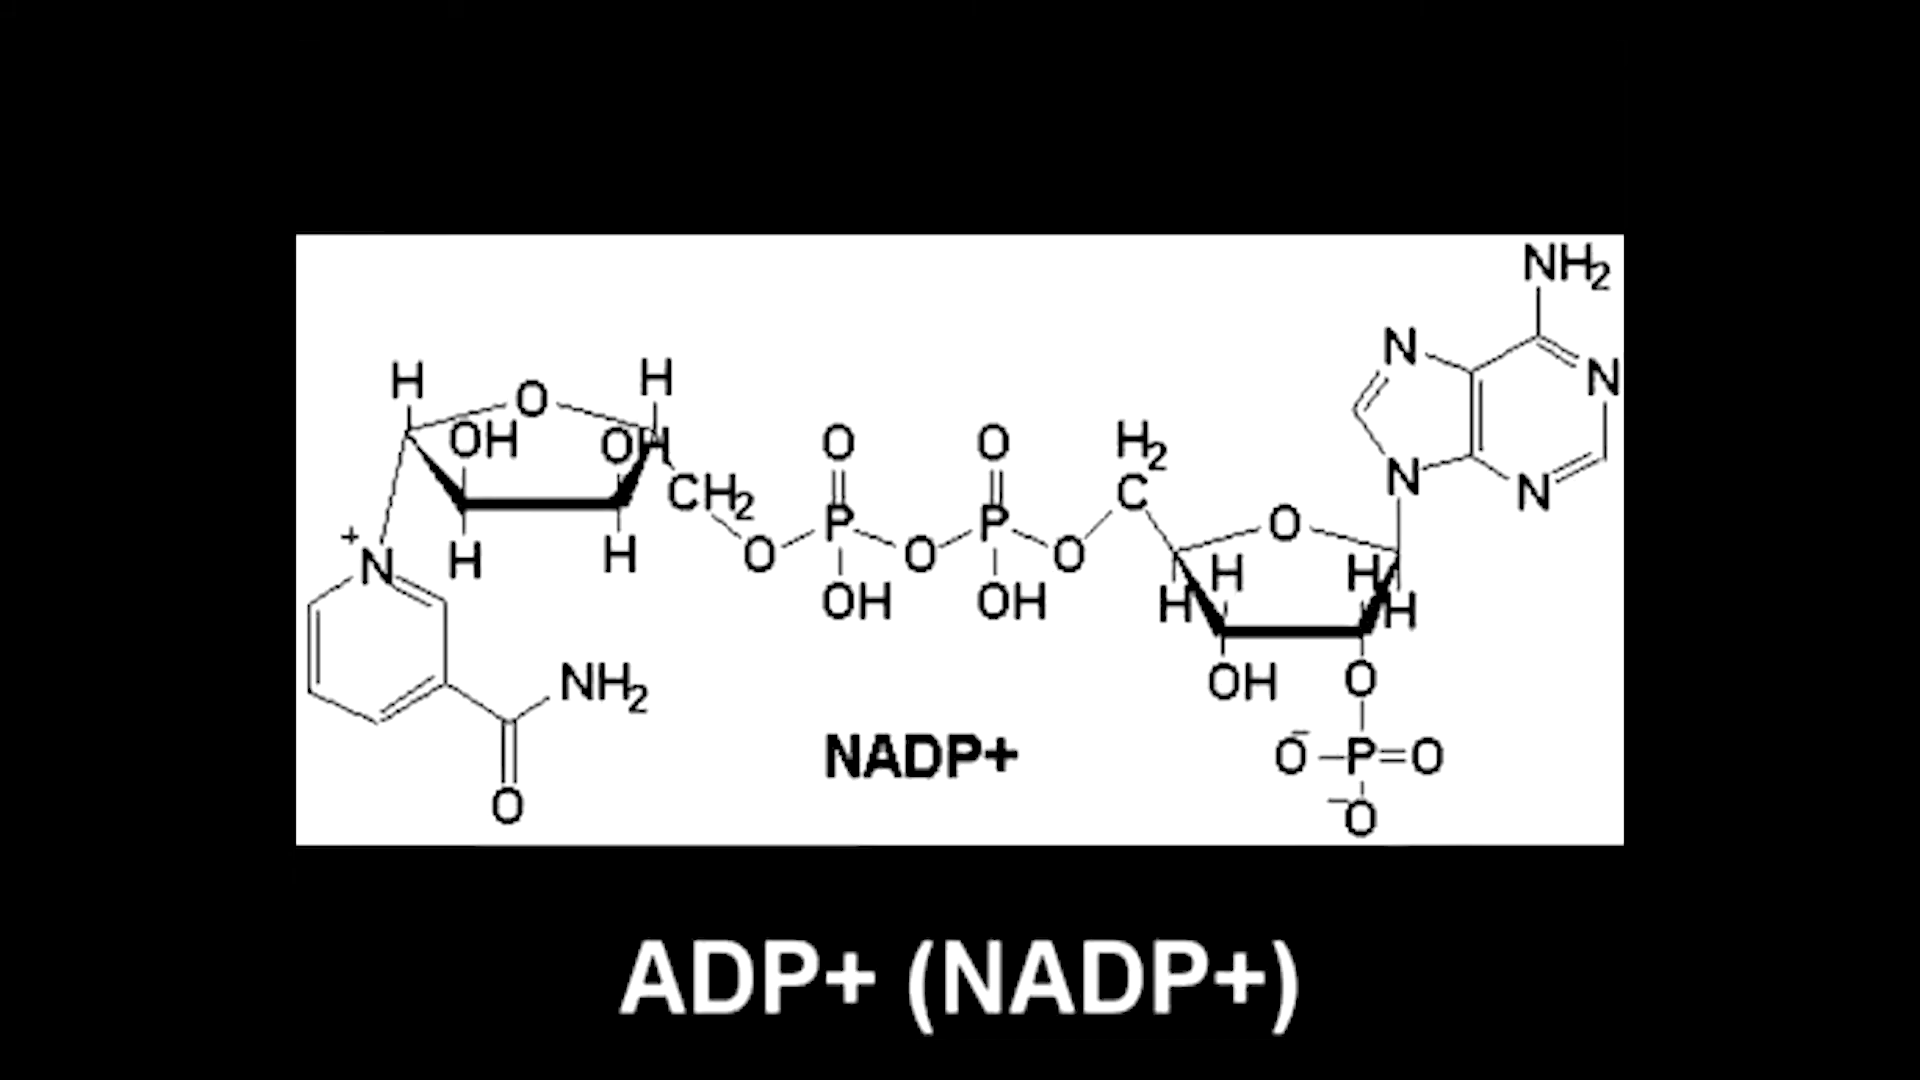 NH2
N
N
H
H
O
OH
OH
O
O
H2
CH2
C
N
N
P
P
O
+
N
H
H
O
O
O
H
H
H
H
OH
OH
NH2
OH
O
NADP+
O-
P=O
O
-O
ADP+ (NADP+)